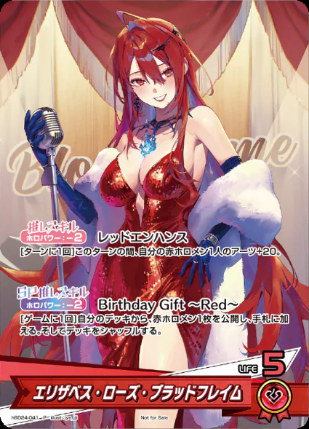 推しスキル
ホロパワー:-2
レッドエンハンス
[ターンに1回]このターンの間、自分の赤ホロメン1人のアーツ+20。
SP推しスキル
ホロパワー:-2
Birthday Gift ～Red～
[ゲームに1回]自分のデッキから、赤ホロメン1枚を公開し、手札に加
える。そしてデッキをシャッフルする。
LIFE 5
エリザベス・ローズ・ブラッドフレイム
Not for Sale